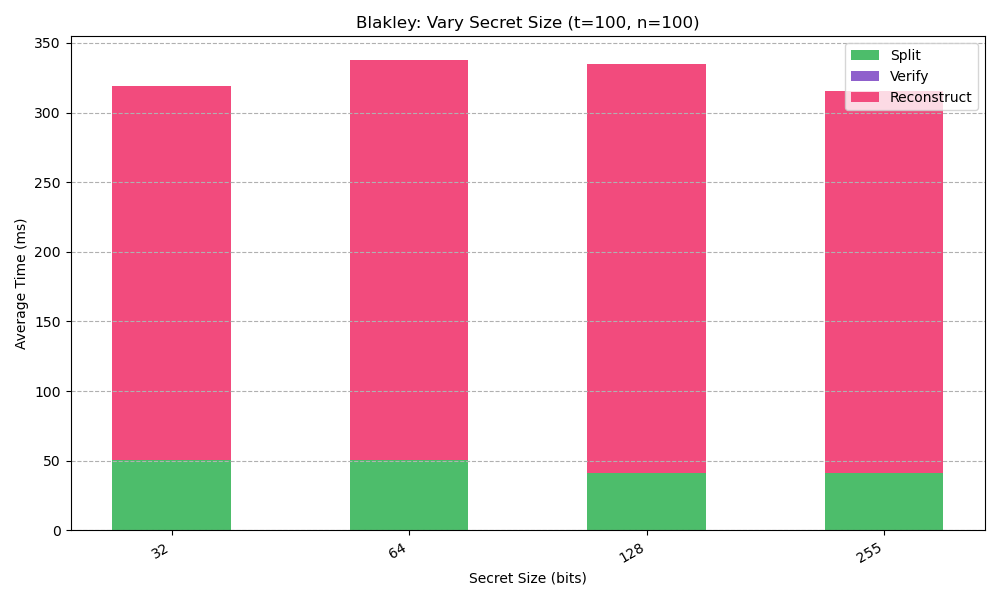 Blakley: Vary Secret Size (t=100, n=100)
Split
Verify
Reconstruct
Average Time (ms)
350
300
250
200
150
100
50
0
32
64
128
255
Secret Size (bits)